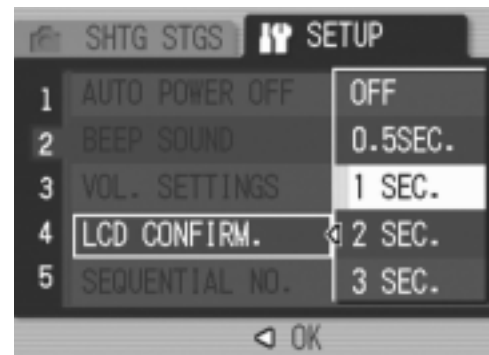 SHTG STGS SETUP
1 AUTO POWER OFF OFF
2 BEEP SOUND 0.5SEC.
3 VOL. SETTINGS 1 SEC.
4 LCD CONFIRM. 2 SEC.
5 SEQUENTIAL NO. 3 SEC.
OK